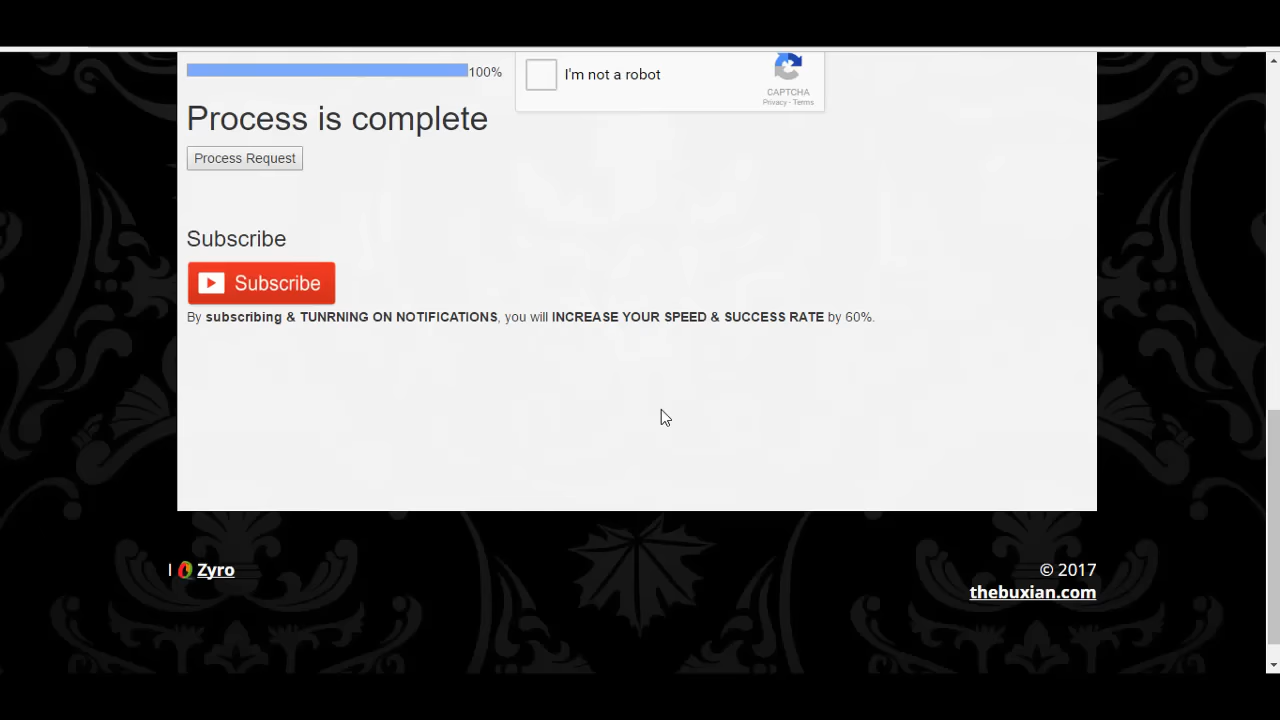 100%
I'm not a robot
CAPTCHA
Privacy - Terms
Process is complete
Process Request
Subscribe
Subscribe
By subscribing & TUNRNING ON NOTIFICATIONS, you will INCREASE YOUR SPEED & SUCCESS RATE by 60%.
| Zyro
© 2017
thebuxian.com